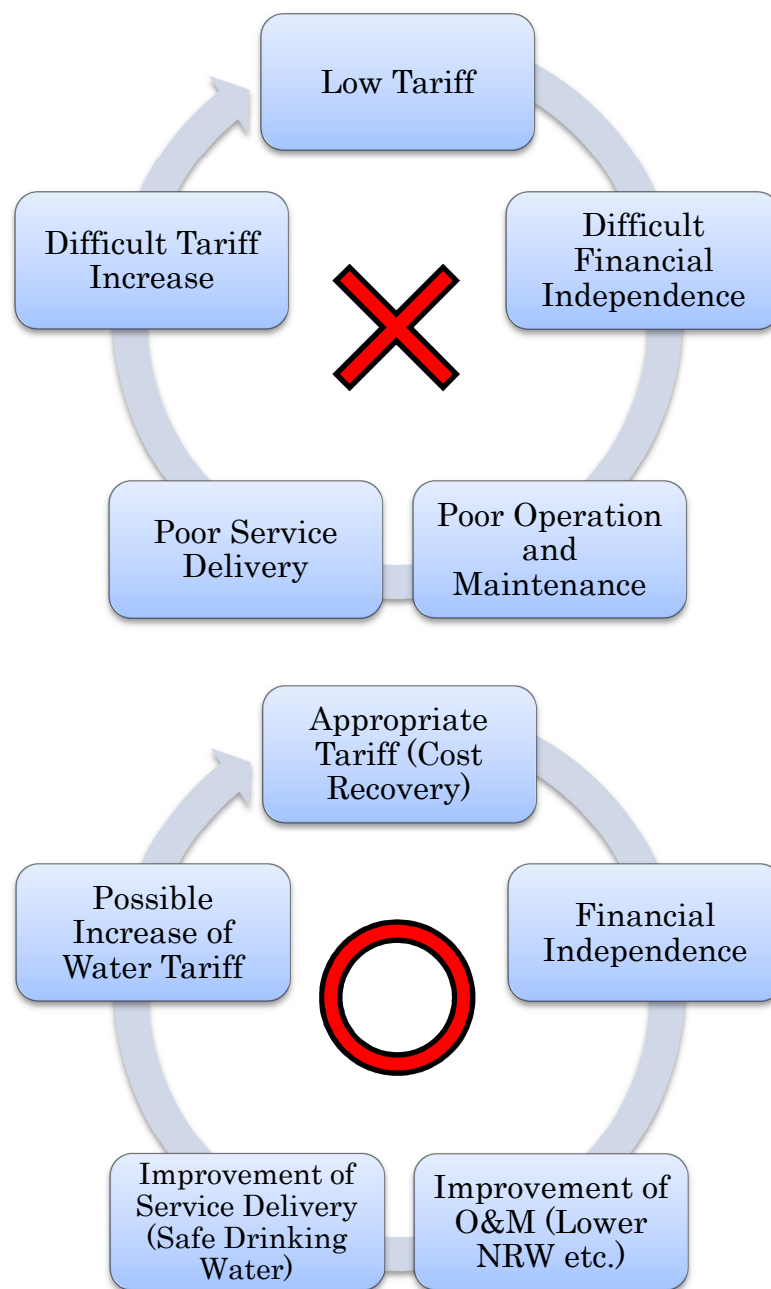 Low Tariff
Difficult
Financial
Independence
Poor Operation
and
Maintenance
Poor Service
Delivery
Difficult Tariff
Increase
Appropriate
Tariff (Cost
Recovery)
Financial
Independence
Improvement of
O&M (Lower
NRW etc.)
Improvement of
Service Delivery
(Safe Drinking
Water)
Possible
Increase of
Water Tariff